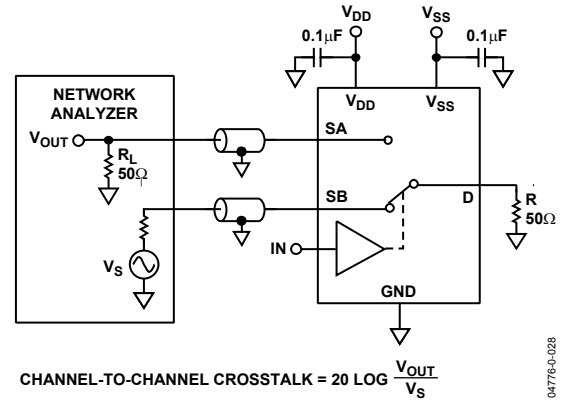 V_DD
V_SS
0.1μF
0.1μF
NETWORK
ANALYZER
V_DD
V_SS
V_OUT
SA
R_L
50Ω
SB
D
R
50Ω
IN
V_S
GND
CHANNEL-TO-CHANNEL CROSSTALK = 20 LOG V_OUT
V_S
04776-0-028